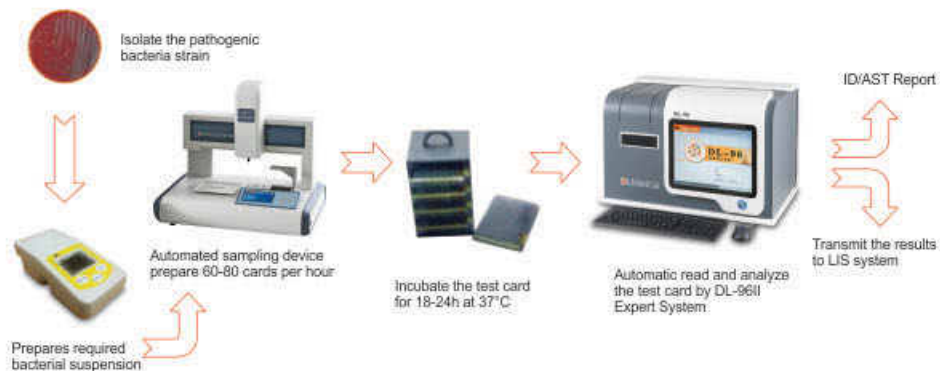 Isolate the pathogenic
bacteria strain
Prepares required
bacterial suspension
Automated sampling device
prepare 60-80 cards per hour
Incubate the test card
for 18-24h at 37°C
DL-96
Automatic read and analyze
the test card by DL-96II
Expert System
ID/AST Report
Transmit the results
to LIS system